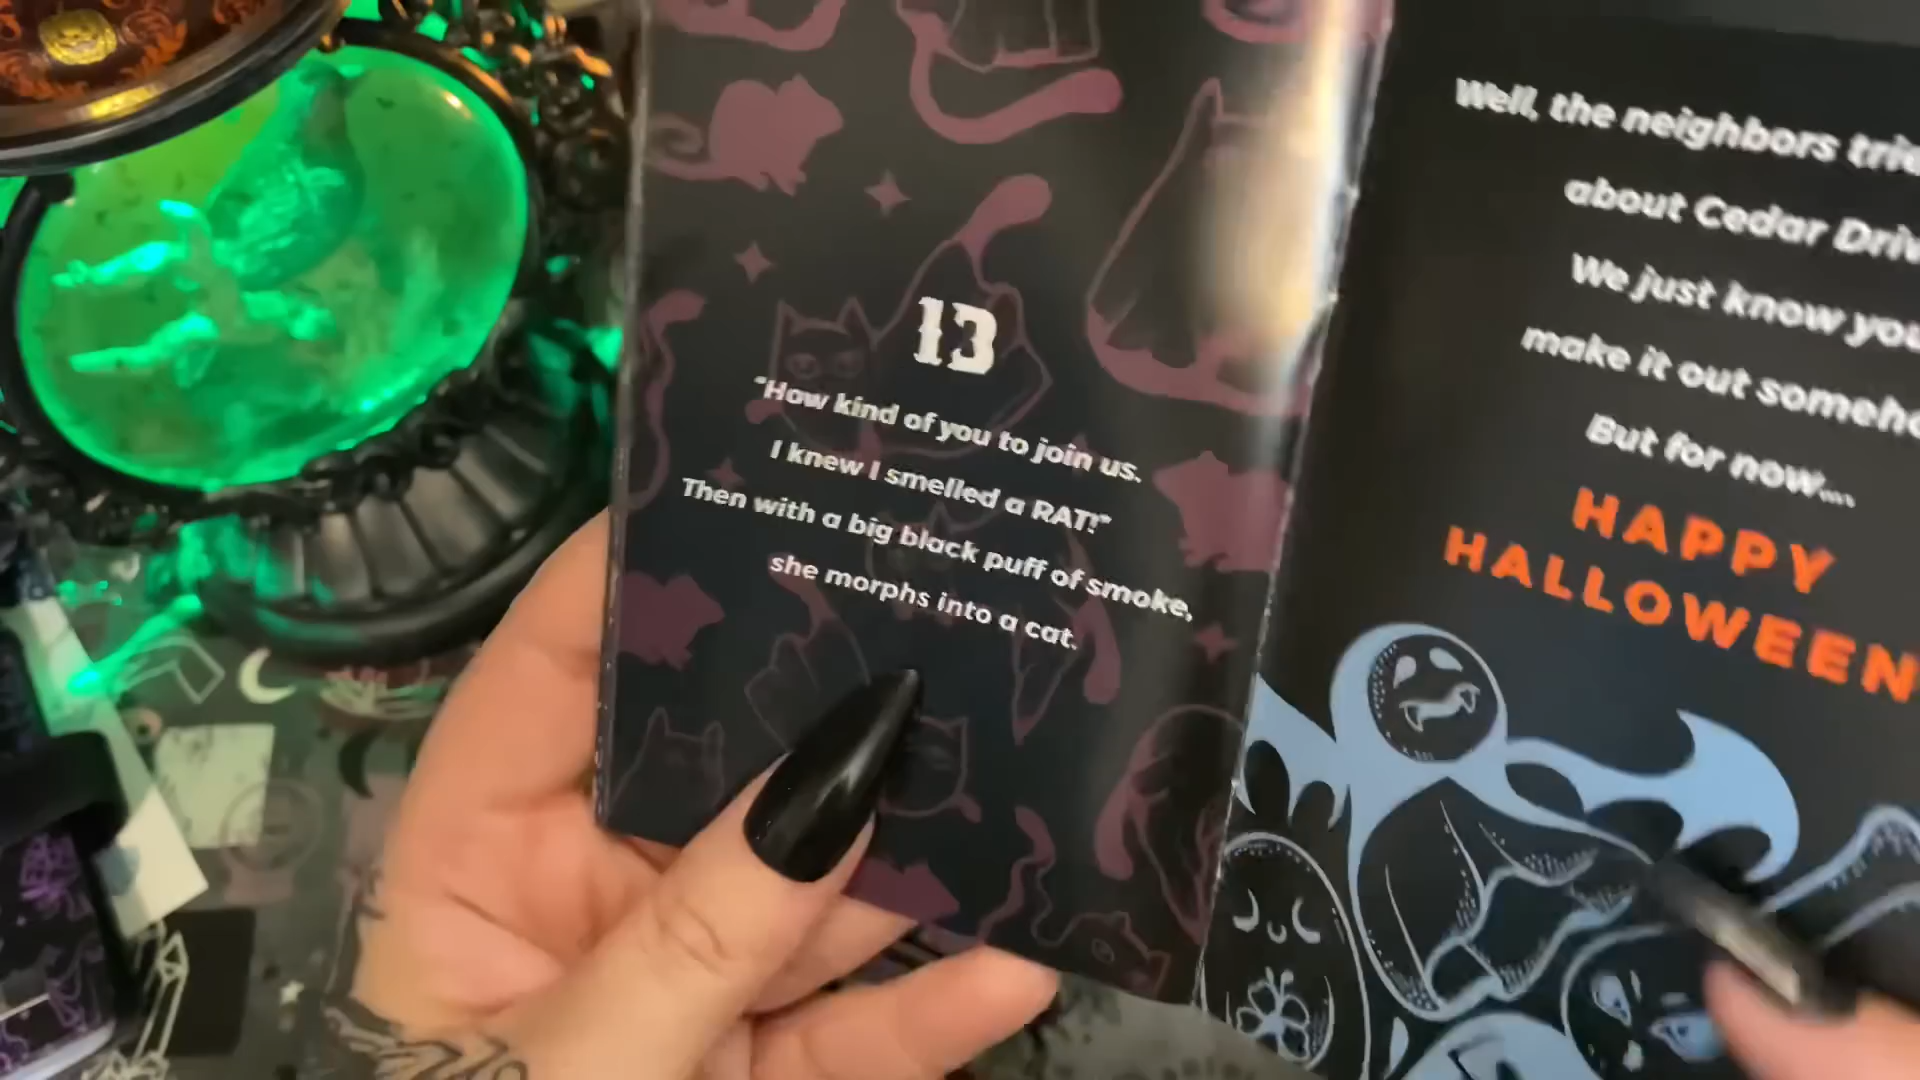 13
"How kind of you to join us.
I knew I smelled a RAT!"
Then with a big black puff of smoke,
she morphs into a cat.
Well, the neighbors
about Cedar
We just know
make it out
But for now....
HAPPY
HALLOWEEN